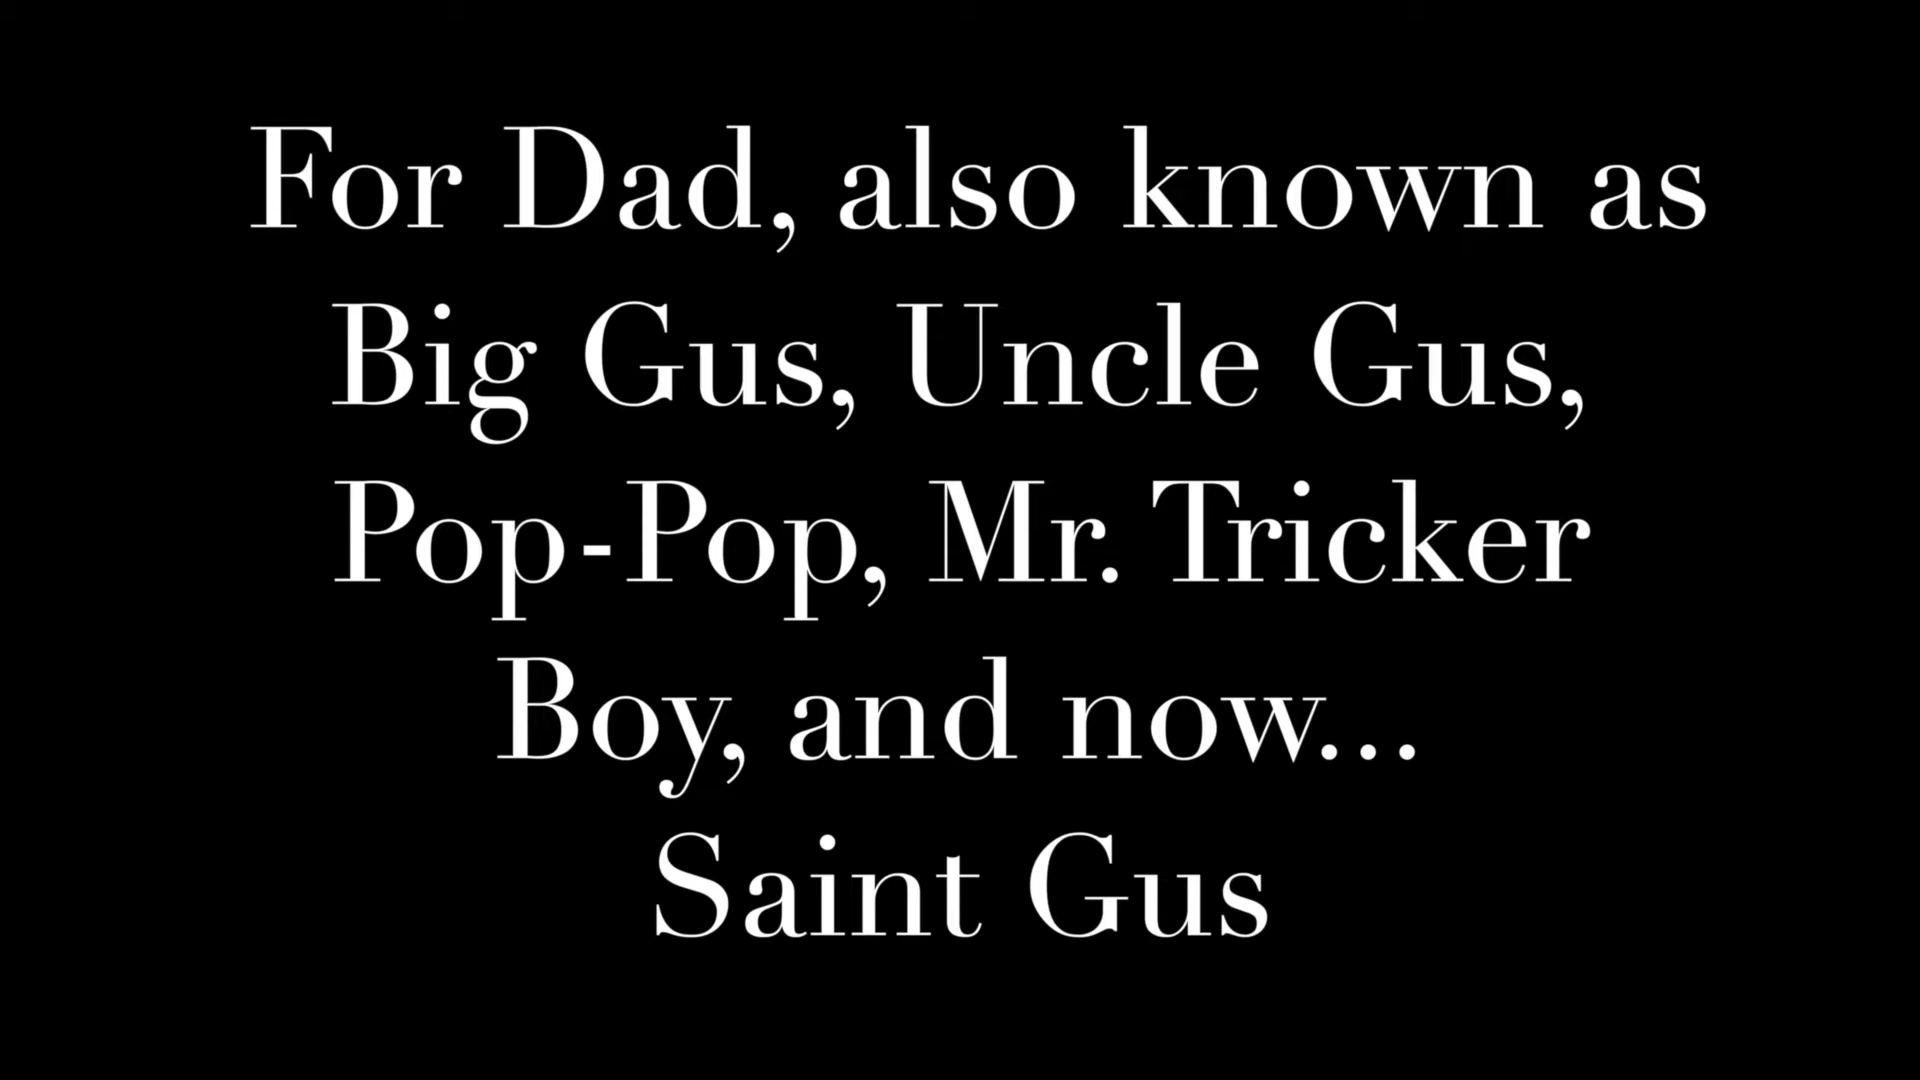 For Dad, also known as
Big Gus, Uncle Gus,
Pop-Pop, Mr. Tricker
Boy, and now...
Saint Gus